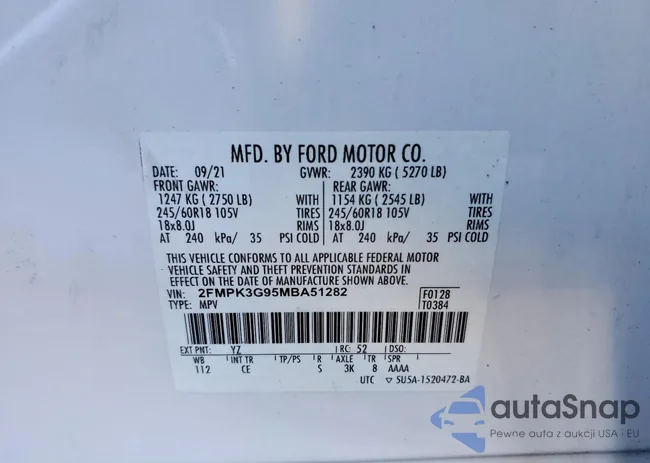 MFD. BY FORD MOTOR CO.
DATE: 09/21 GVWR: 2390 KG ( 5270 LB)
FRONT GAWR: REAR GAWR:
1247 KG ( 2750 LB) WITH 1154 KG ( 2545 LB) WITH
245/60R18 105V TIRES 245/60R18 105V TIRES
18x8.0J RIMS 18x8.0J RIMS
AT 240 kPa/ 35 PSI COLD AT 240 kPa/ 35 PSI COLD
THIS VEHICLE CONFORMS TO ALL APPLICABLE FEDERAL MOTOR
VEHICLE SAFETY AND THEFT PREVENTION STANDARDS IN
EFFECT ON THE DATE OF MANUFACTURE SHOWN ABOVE.
VIN: 2FMPK3G95MBA51282 F0128
TYPE: MPV T0384
EXT PNT: YZ RC: 52 DSO:
WB INT TR TP/PS R AXLE TR SPR
112 CE S 3K 8 AAAA
UTC ▽ 5U5A-1520472-BA
autaSnap
Pewne auta z aukcji USA i EU